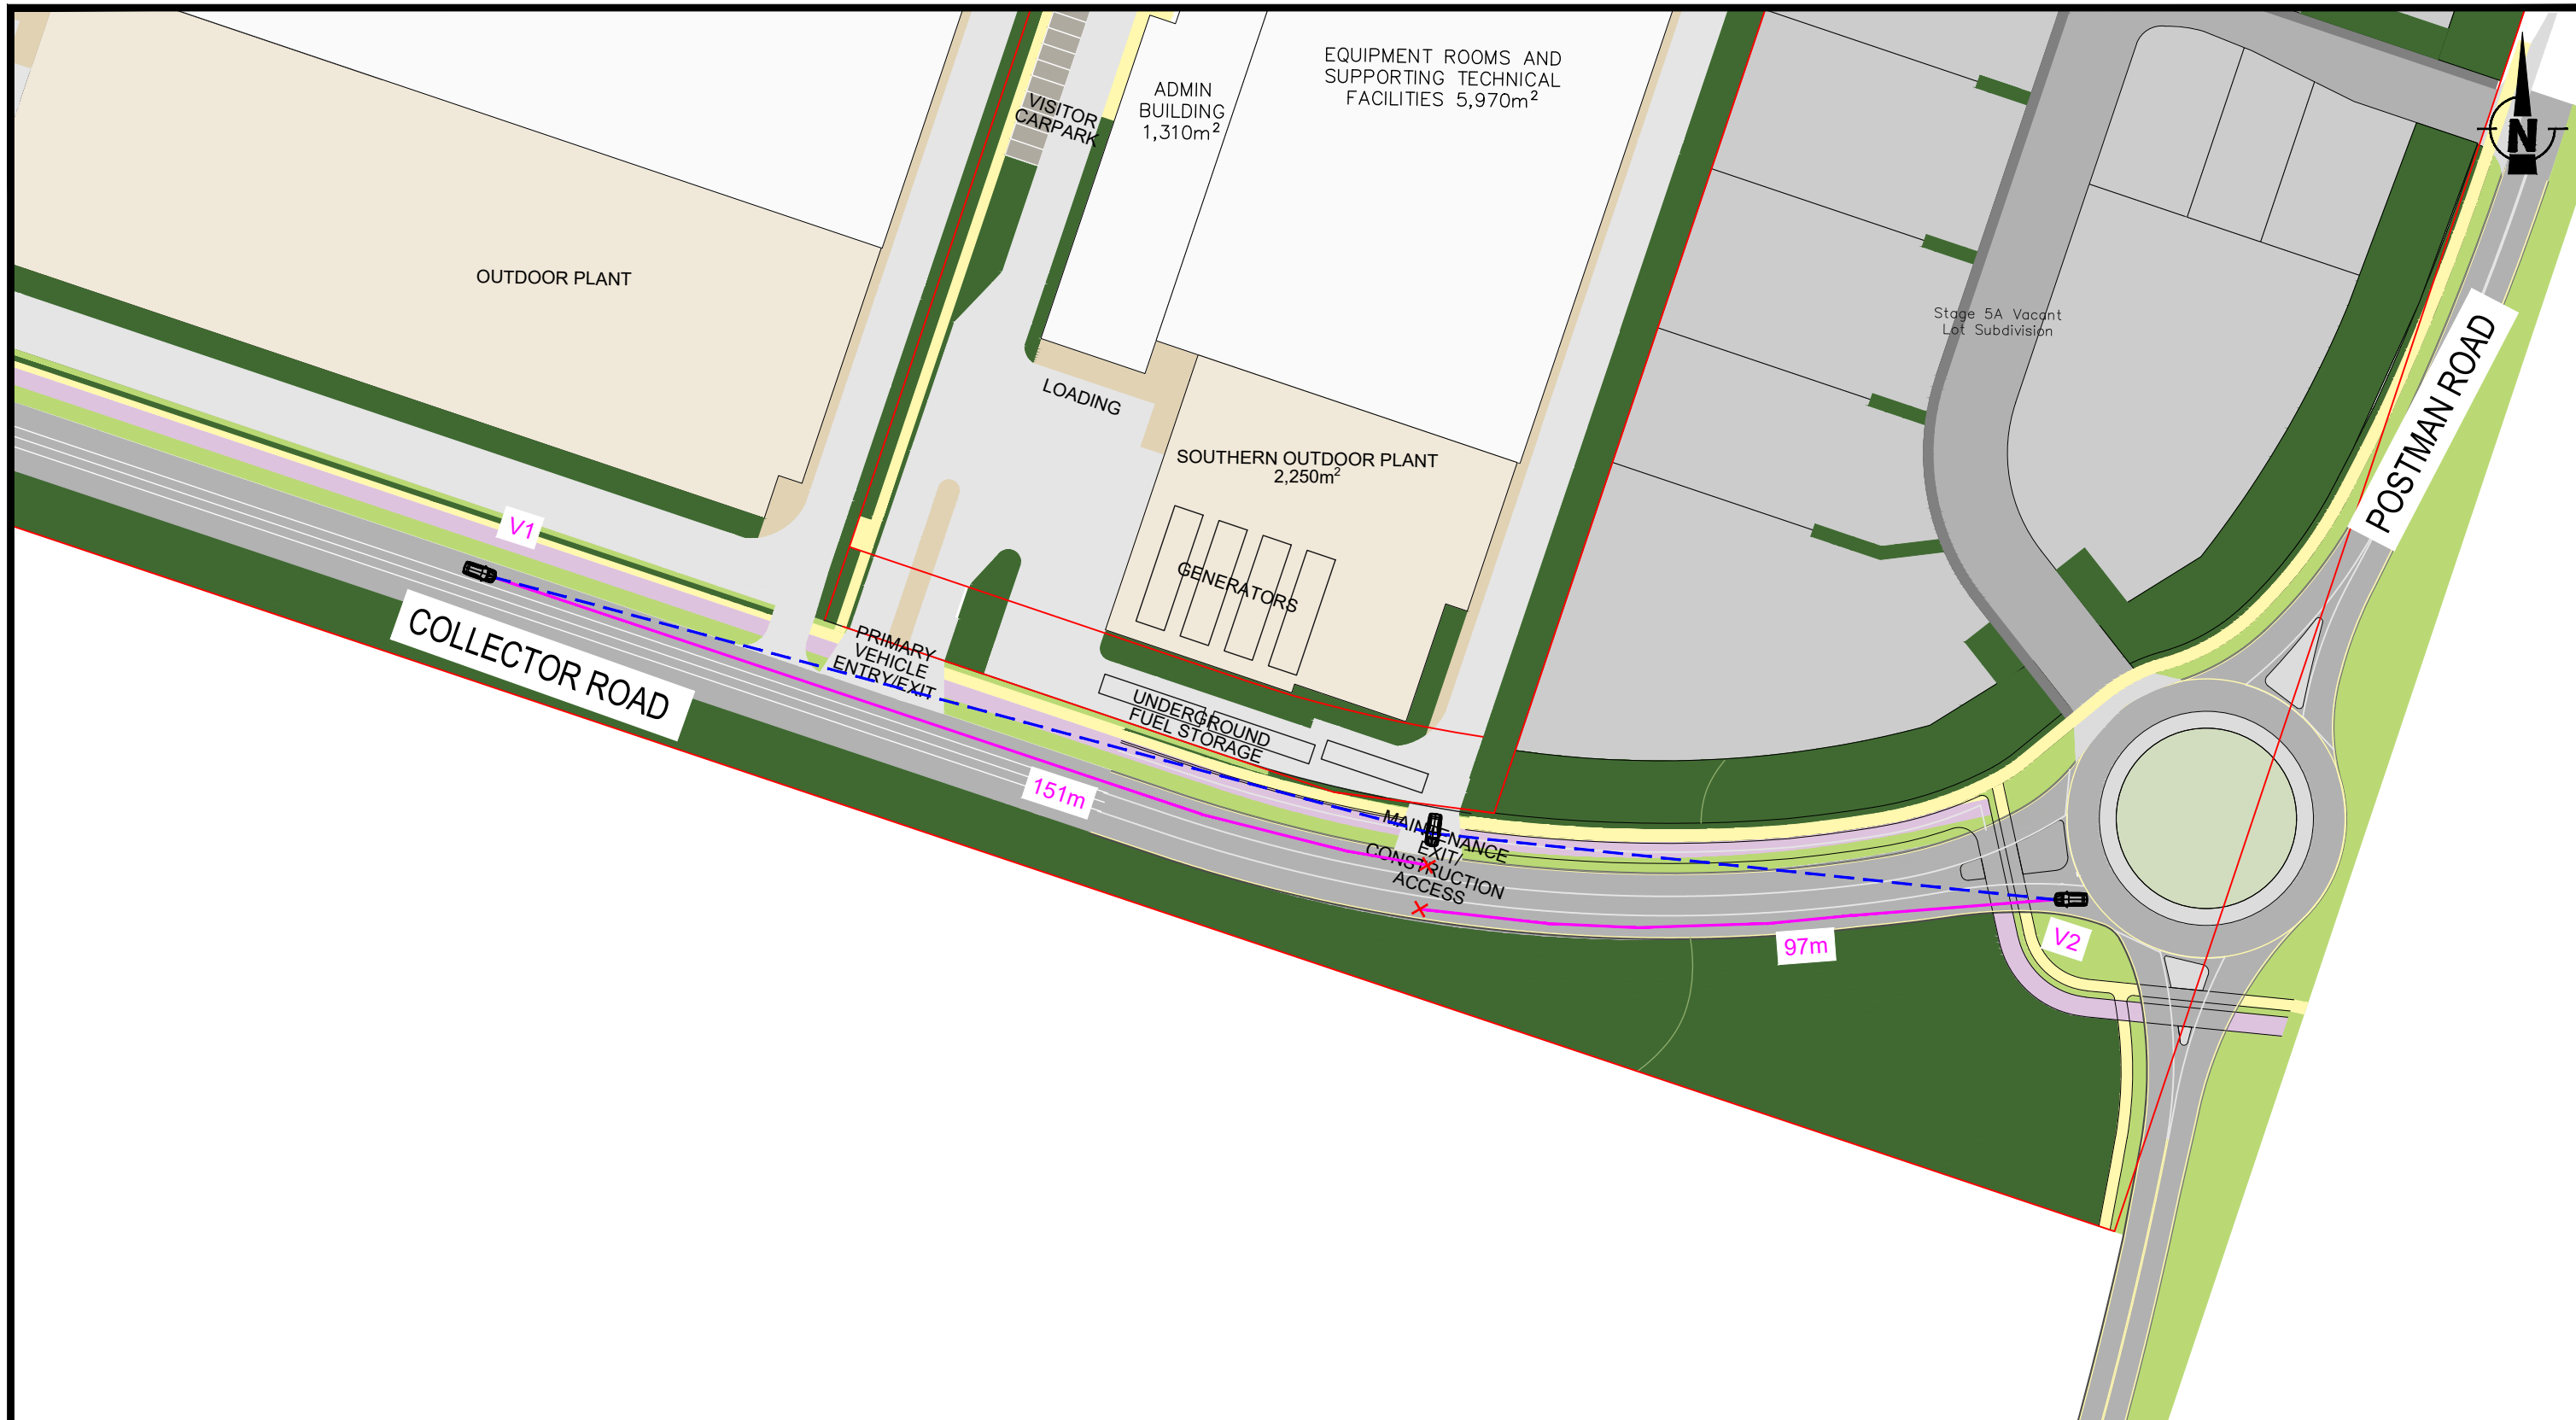 EQUIPMENT ROOMS AND
SUPPORTING TECHNICAL
FACILITIES 5,970m²
ADMIN
BUILDING
1,310m²
VISITOR
CARPARK
N
OUTDOOR PLANT
Stage 5A Vacant
Lot Subdivision
POSTMAN ROAD
LOADING
SOUTHERN OUTDOOR PLANT
2,250m²
V1
GENERATORS
COLLECTOR ROAD
PRIMARY
VEHICLE
ENTRY/EXIT
UNDERGROUND
FUEL STORAGE
151m
MAINTENANCE
EXIT/
CONSTRUCTION
ACCESS
97m
V2